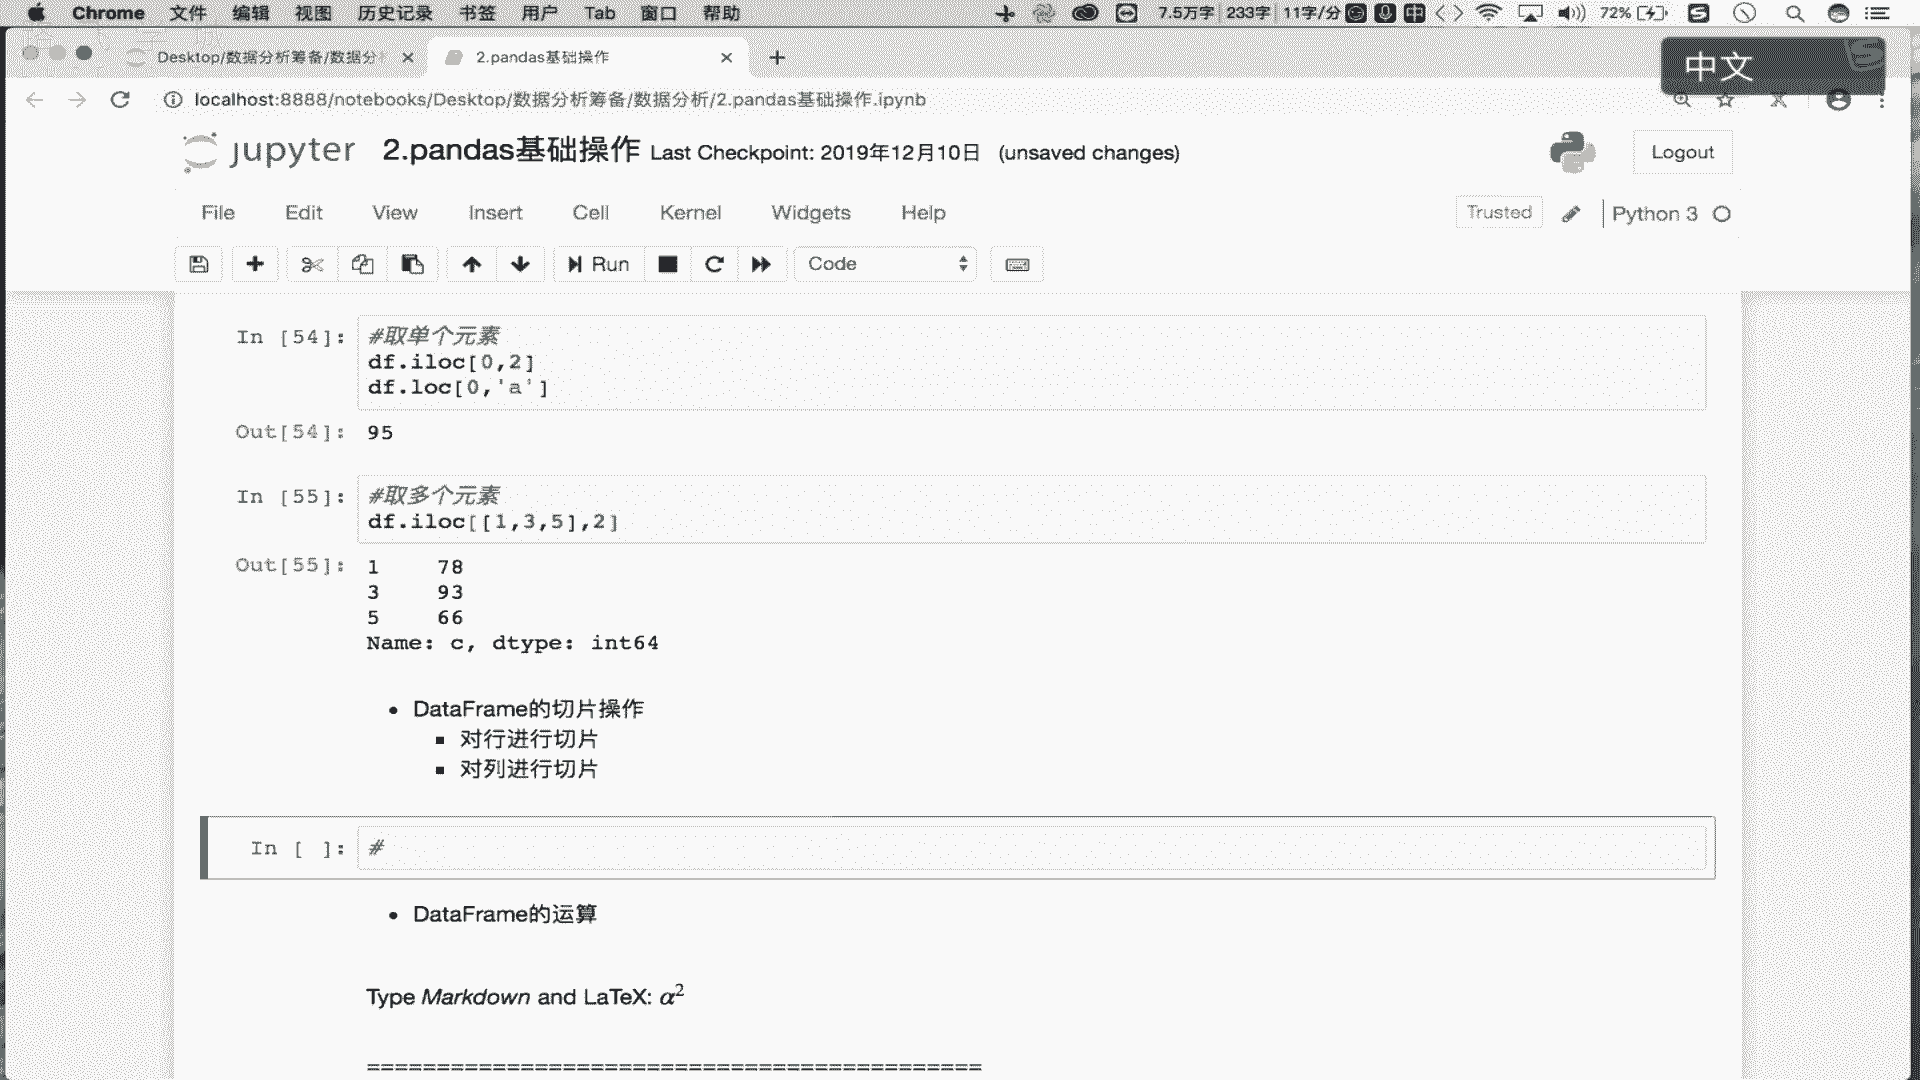 Chrome 文件 编辑 视图 历史记录 书签 用户 Tab 窗口 帮助 7.5万字 233字 11字/分 中 72%
Desktop/数据分析筹备/数据分 2.pandas基础操作
中文
localhost:8888/notebooks/Desktop/数据分析筹备/数据分析/2.pandas基础操作.ipynb
jupyter 2.pandas基础操作 Last Checkpoint: 2019年12月10日 (unsaved changes) Logout
File Edit View Insert Cell Kernel Widgets Help Trusted Python 3
Run Code
In [54]: #取单个元素
df.iloc[0,2]
df.loc[0,'a']
Out[54]: 95
In [55]: #取多个元素
df.iloc[[1,3,5],2]
Out[55]: 1 78
3 93
5 66
Name: c, dtype: int64
• DataFrame的切片操作
▪ 对行进行切片
▪ 对列进行切片
In [ ]: #
• DataFrame的运算
Type Markdown and LaTeX: α²
============================================